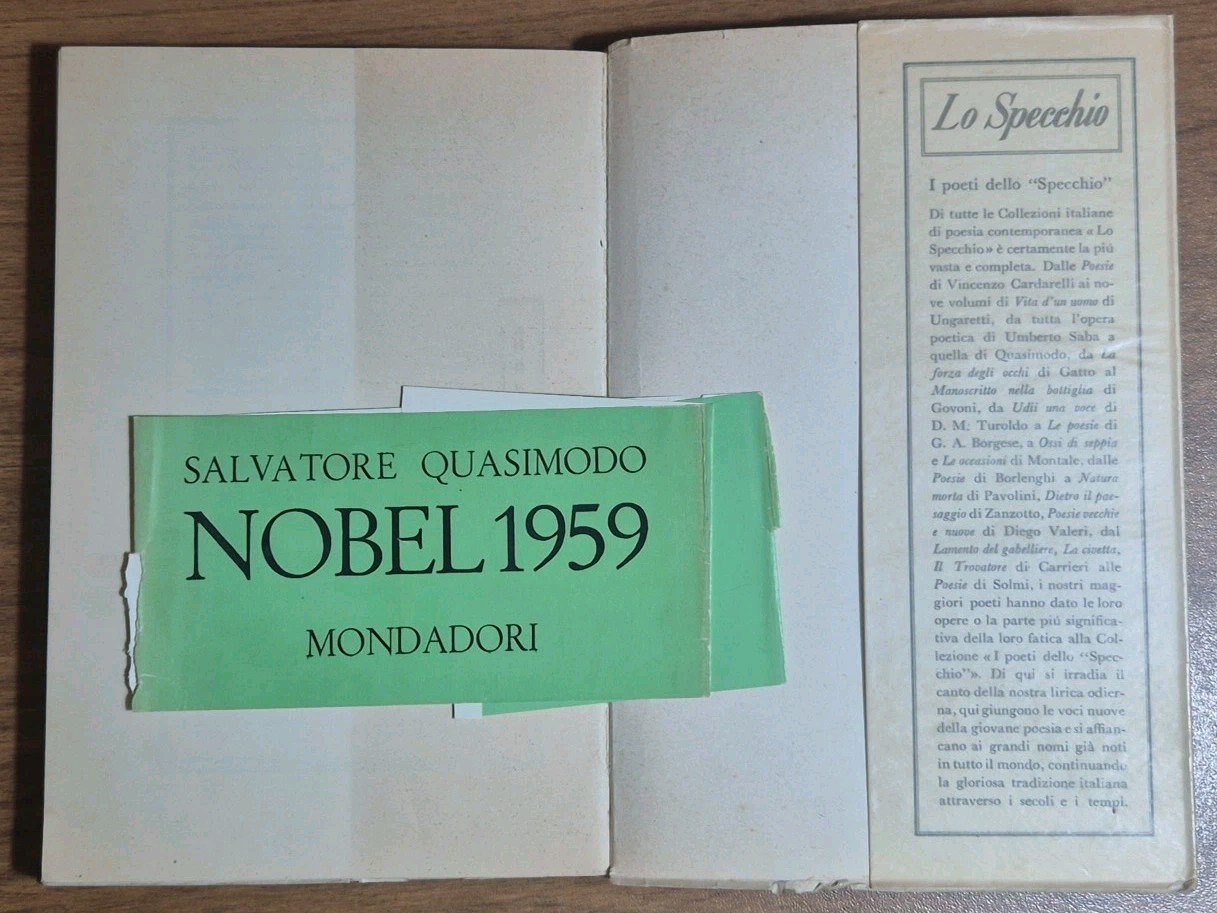 SALVATORE QUASIMODO
NOBEL 1959
MONDADORI
Lo Specchio
I poeti dello "Specchio"
Di tutte le Collezioni italiane
di poesia contemporanea « Lo
Specchio » è certamente la piú
vasta e completa. Dalle Poesie
di Vincenzo Cardarelli ai no-
ve volumi di Vita d'un uomo di
Ungaretti, da tutta l'opera
poetica di Umberto Saba a
quella di Quasimodo, da La
forza degli occhi di Gatto al
Manoscritto nella bottiglia di
Govoni, da Udii una voce di
D. M. Turoldo a Le poesie di
G. A. Borgese, a Ossi di seppia
e Le occasioni di Montale, dalle
Poesie di Borlenghi a Natura
morta di Pavolini, Dietro il pae-
saggio di Zanzotto, Poesie vecchie
e nuove di Diego Valeri, dal
Lamento del gabelliere, La civetta,
Il Trovatore di Carrieri alle
Poesie di Solmi, i nostri mag-
giori poeti hanno dato le loro
opere o la parte piú significa-
tiva della loro fatica alla Col-
lezione « I poeti dello "Spec-
chio"». Di qui si irradia il
canto della nostra lirica odier-
na, qui giungono le voci nuove
della giovane poesia e si affian-
cano ai grandi nomi già noti
in tutto il mondo, continuando
la gloriosa tradizione italiana
attraverso i secoli e i tempi.